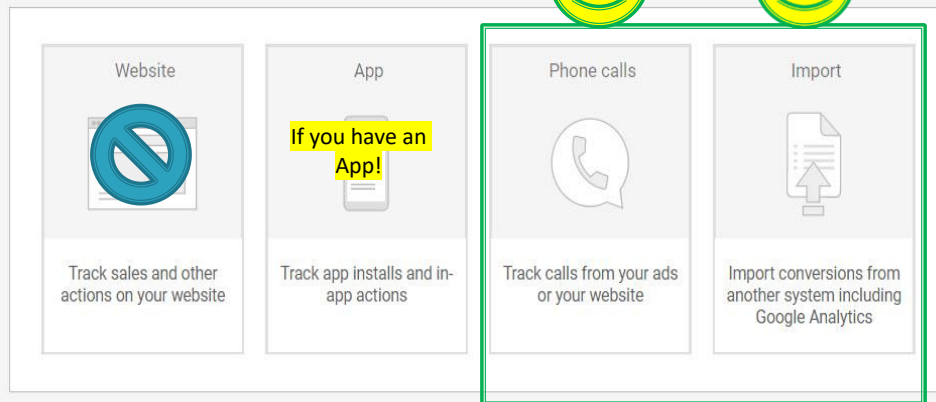 Website
Track sales and other
actions on your website
App
If you have an
App!
Track app installs and in-
app actions
Phone calls
Track calls from your ads
or your website
Import
Import conversions from
another system including
Google Analytics